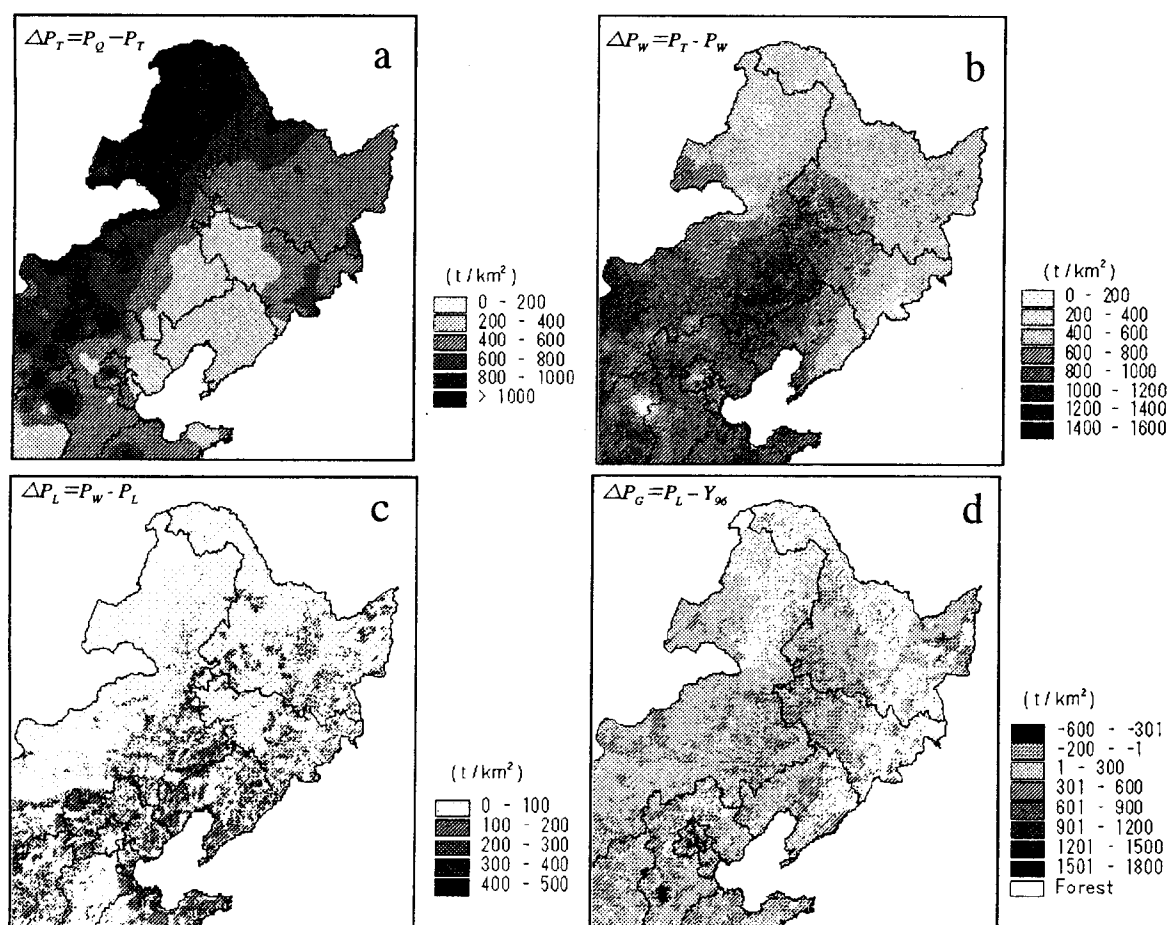 ΔP_T=P_Q−P_T
a
(t/km²)
0 - 200
200 - 400
400 - 600
600 - 800
800 - 1000
> 1000
ΔP_W=P_T-P_W
b
(t/km²)
0 - 200
200 - 400
400 - 600
600 - 800
800 - 1000
1000 - 1200
1200 - 1400
1400 - 1600
ΔP_L=P_W-P_L
c
(t/km²)
0 - 100
100 - 200
200 - 300
300 - 400
400 - 500
ΔP_G=P_L−Y_96
d
(t/km²)
-600 - -301
-200 - -1
1 - 300
301 - 600
601 - 900
901 - 1200
1201 - 1500
1501 - 1800
Forest